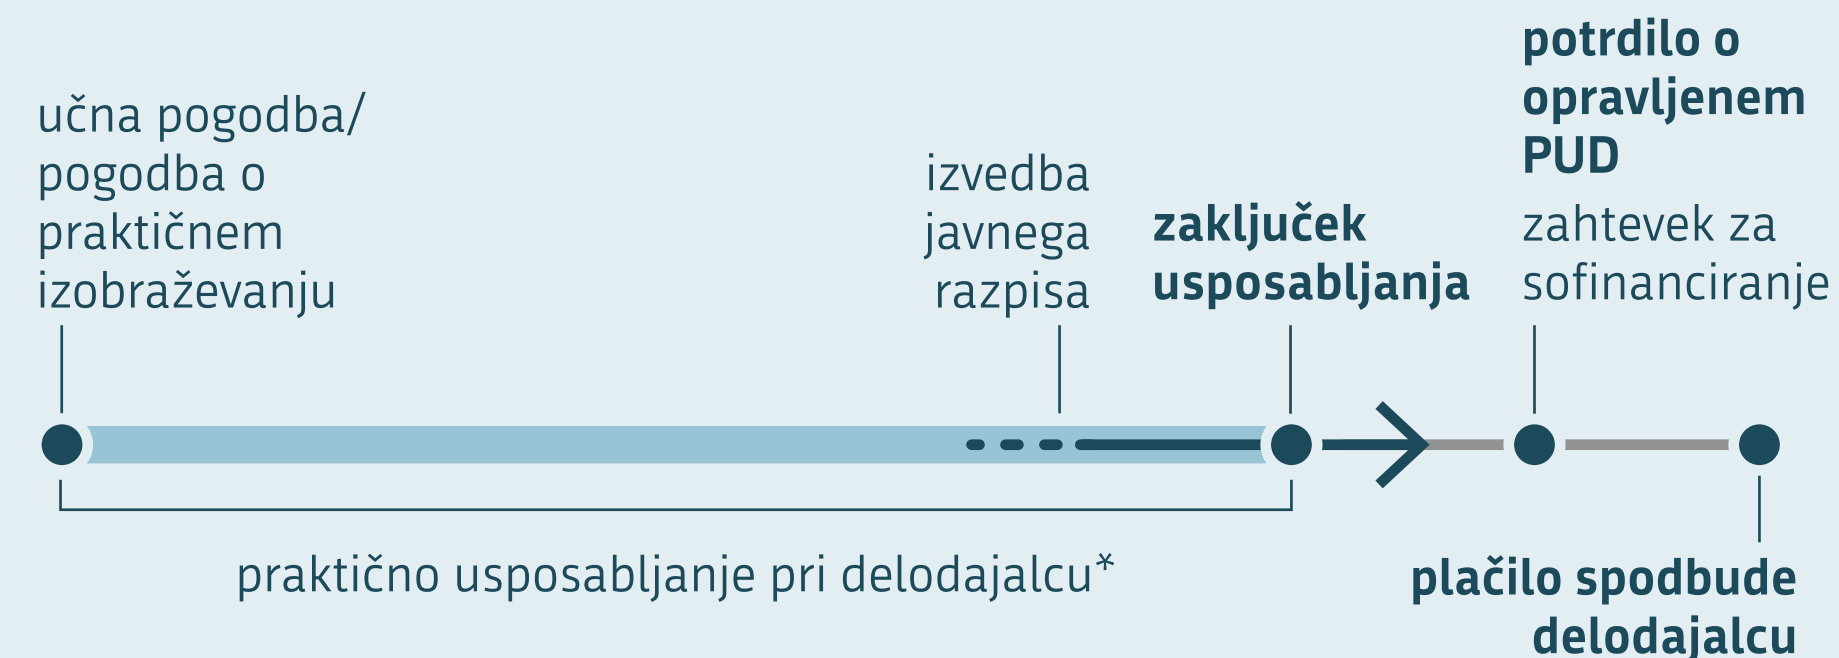 učna pogodba/
pogodba o
praktičnem
izobraževanju
izvedba
javnega
razpisa
zaključek
usposabljanja
potrdilo o
opravljenem
PUD
zahtevek za
sofinanciranje
praktično usposabljanje pri delodajalcu*
plačilo spodbude
delodajalcu